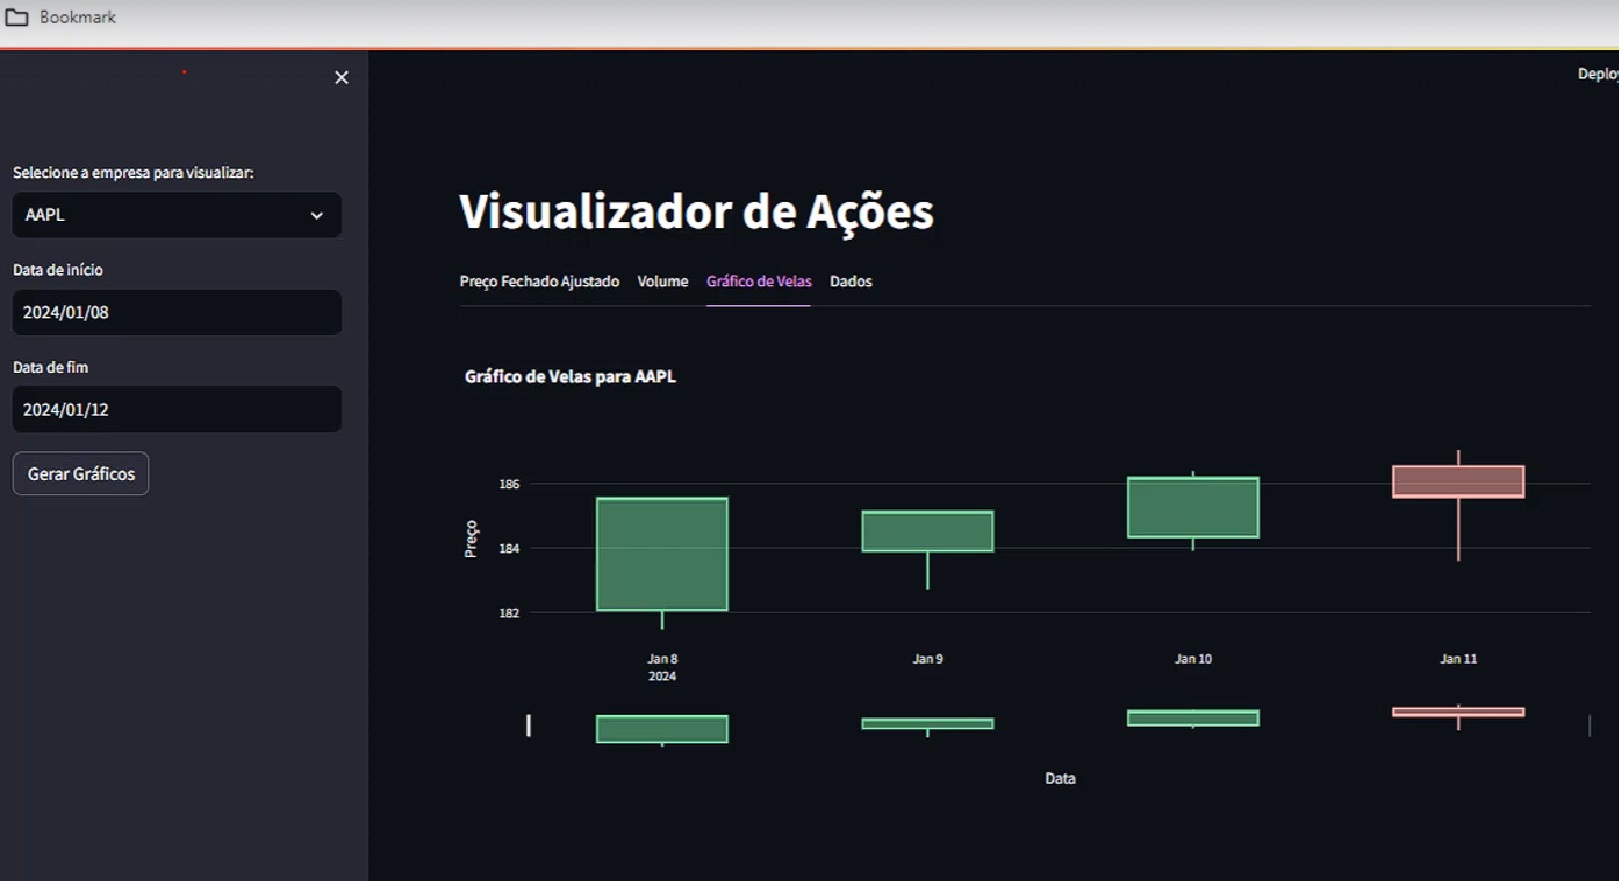 Bookmark
Deploy
Selecione a empresa para visualizar:
AAPL
Data de início
2024/01/08
Data de fim
2024/01/12
Gerar Gráficos
Visualizador de Ações
Preço Fechado Ajustado Volume Gráfico de Velas Dados
Gráfico de Velas para AAPL
Preço
186
184
182
Jan 8 Jan 9 Jan 10 Jan 11
2024
Data